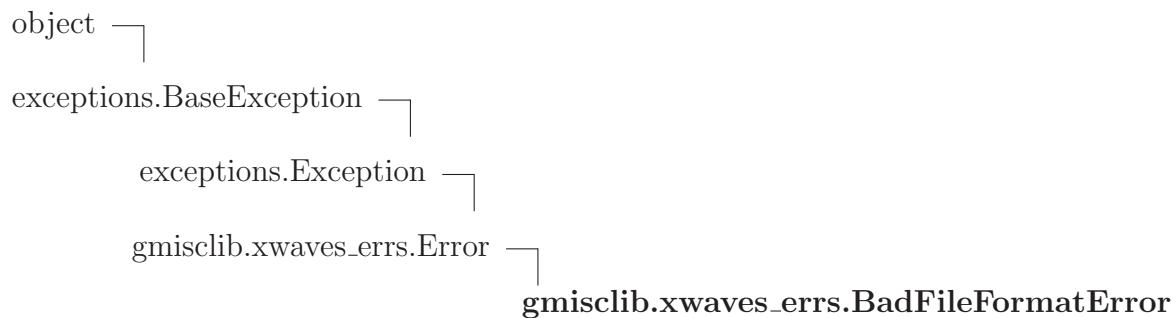 object
exceptions.BaseException
exceptions.Exception
gmisclib.xwaves_errs.Error
gmisclib.xwaves_errs.BadFileFormatError